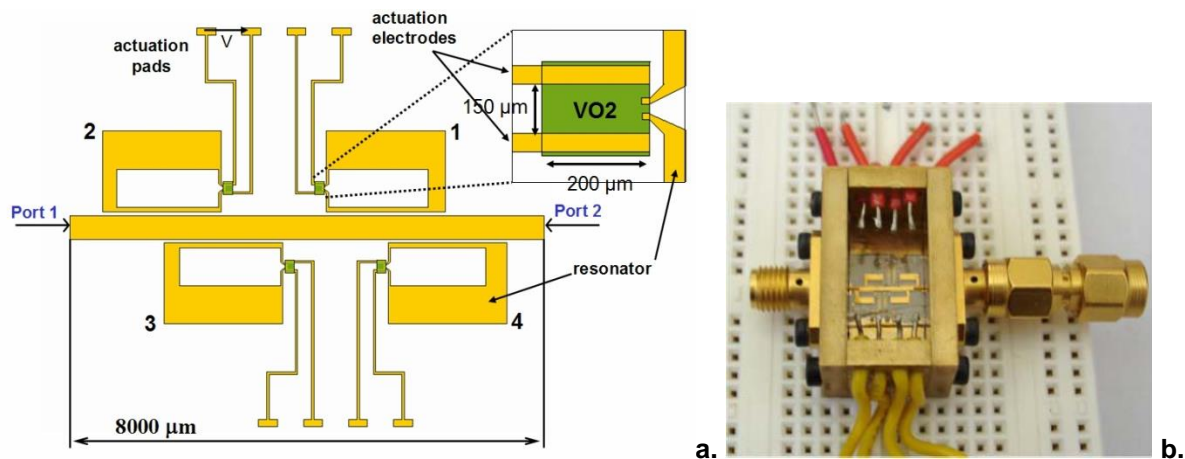 actuation
pads
V
actuation
electrodes
150 µm
VO2
200 µm
2
1
Port 1
Port 2
resonator
3
4
8000 µm
a.
b.